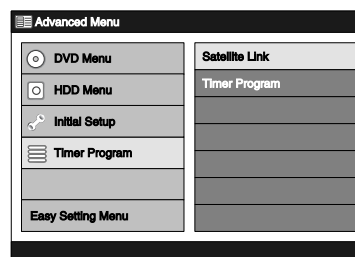 Advanced Menu
DVD Menu
HDD Menu
Initial Setup
Timer Program
Easy Setting Menu
Satellite Link
Timer Program